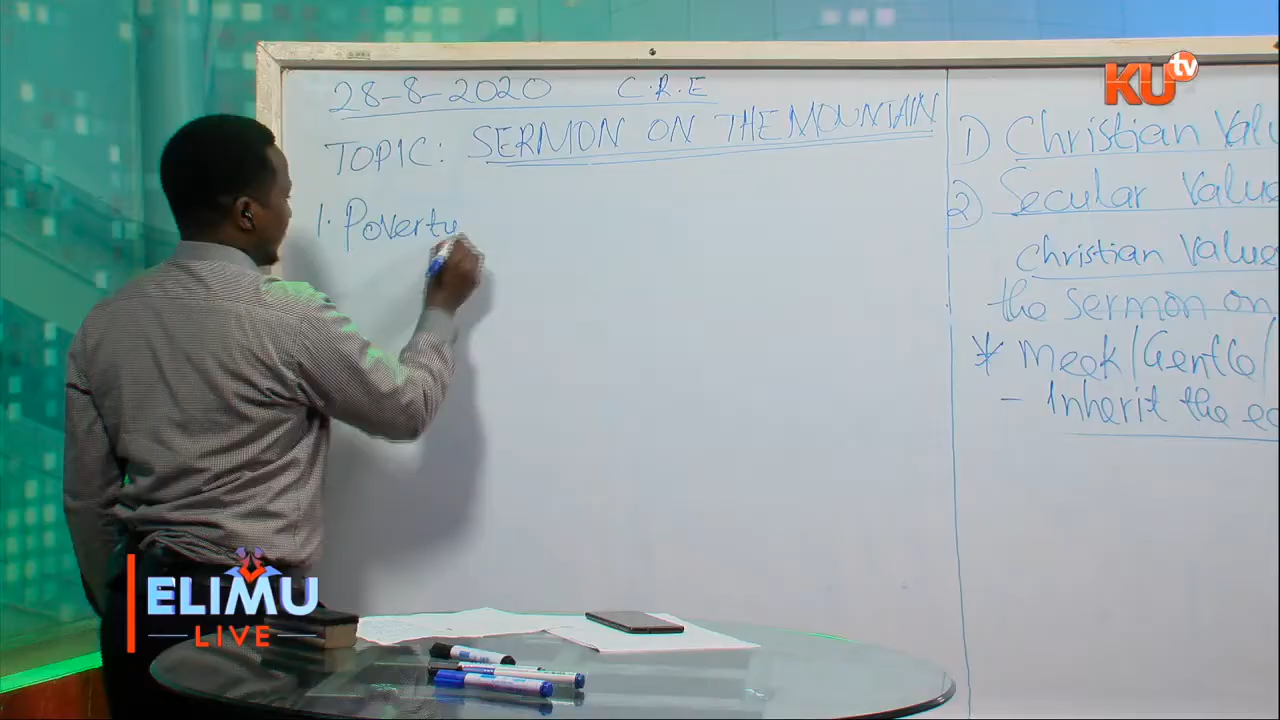 28-8-2020 C.R.E
TOPIC: SERMON ON THE MOUNTAIN
1. Poverty
1) Christian Valu
2) Secular Value
Christian Value
the Sermon on
* Meek/Gentle/
- Inherit the ea
KU tv
ELIMU
LIVE